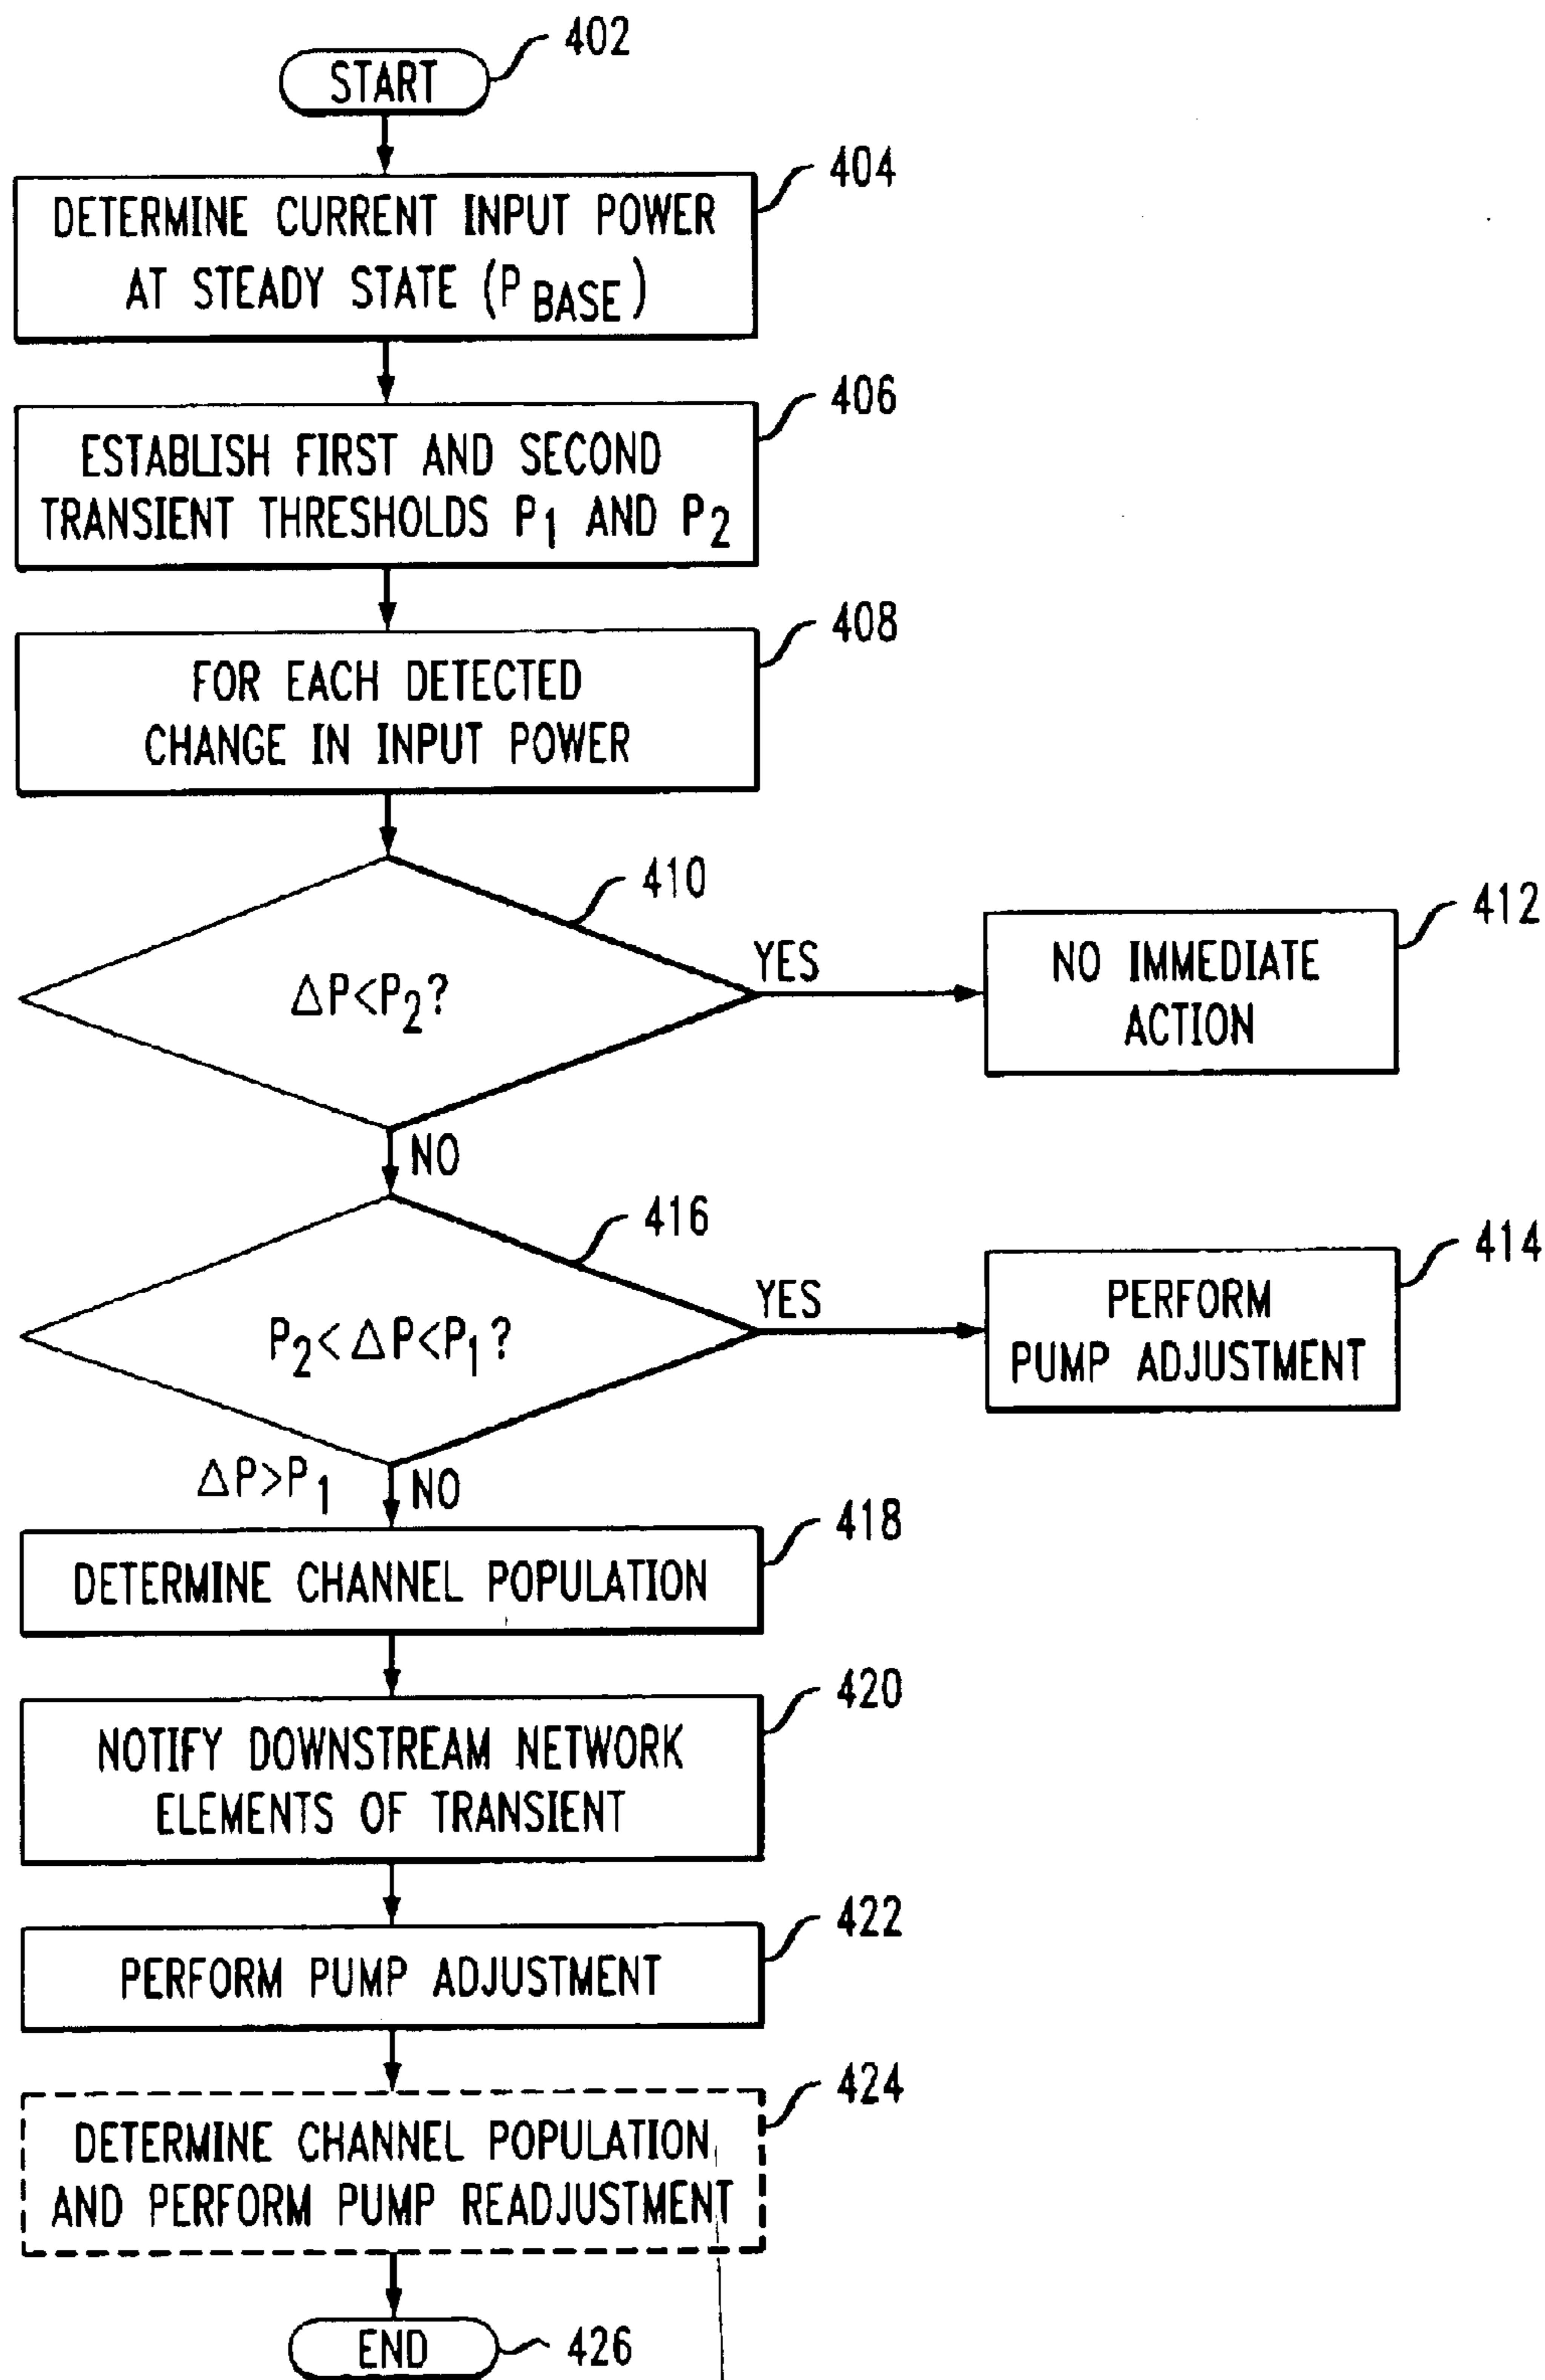 START
402
404
DETERMINE CURRENT INPUT POWER
AT STEADY STATE (P BASE)
406
ESTABLISH FIRST AND SECOND
TRANSIENT THRESHOLDS P1 AND P2
408
FOR EACH DETECTED
CHANGE IN INPUT POWER
410
ΔP<P2?
YES
412
NO IMMEDIATE
ACTION
NO
416
P2<ΔP<P1?
YES
414
PERFORM
PUMP ADJUSTMENT
ΔP>P1
NO
418
DETERMINE CHANNEL POPULATION
420
NOTIFY DOWNSTREAM NETWORK
ELEMENTS OF TRANSIENT
422
PERFORM PUMP ADJUSTMENT
424
DETERMINE CHANNEL POPULATION
AND PERFORM PUMP READJUSTMENT
END
426